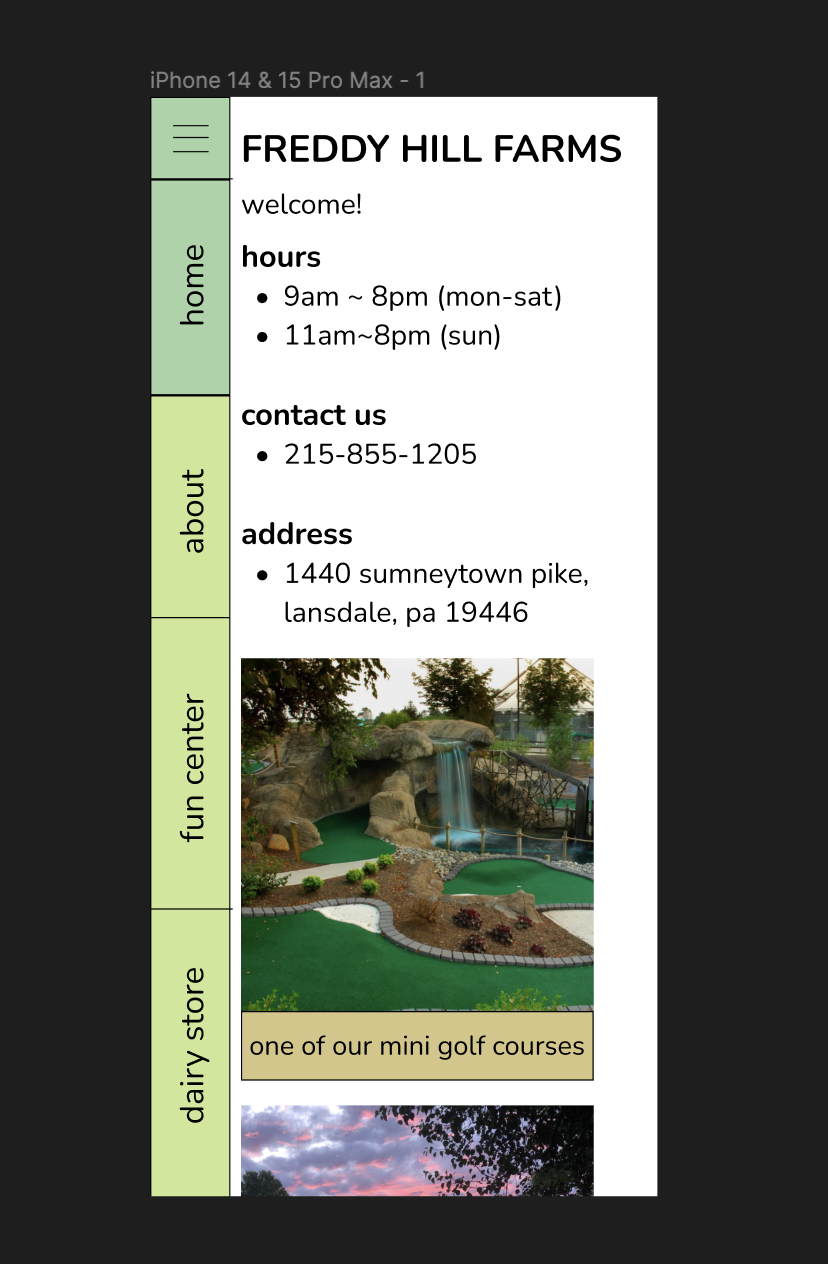 iPhone 14 & 15 Pro Max - 1
FREDDY HILL FARMS
welcome!
hours
• 9am ~ 8pm (mon-sat)
• 11am~8pm (sun)
contact us
• 215-855-1205
address
• 1440 sumneytown pike,
lansdale, pa 19446
one of our mini golf courses
home
about
fun center
dairy store